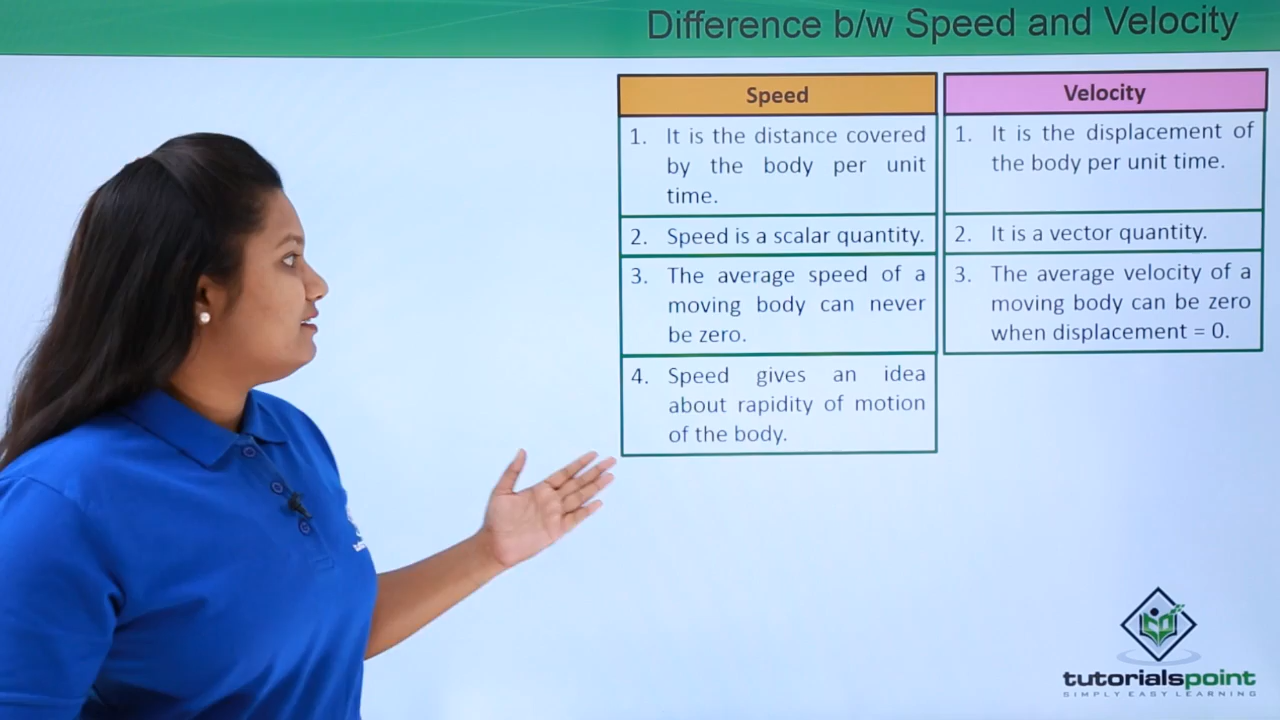 Difference b/w Speed and Velocity
Speed
1. It is the distance covered
by the body per unit
time.
2. Speed is a scalar quantity.
3. The average speed of a
moving body can never
be zero.
4. Speed gives an idea
about rapidity of motion
of the body.
Velocity
1. It is the displacement of
the body per unit time.
2. It is a vector quantity.
3. The average velocity of a
moving body can be zero
when displacement = 0.
tutorialspoint
SIMPLY EASY LEARNING